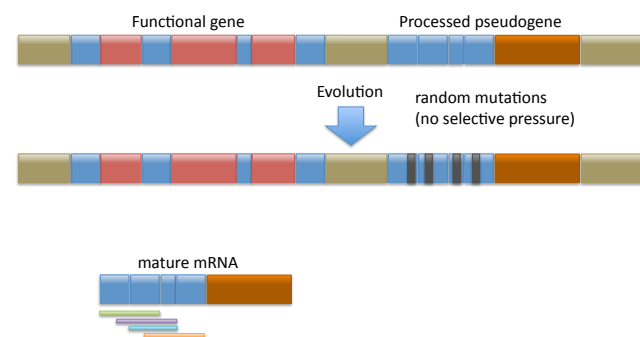 Functional gene
Processed pseudogene
Evolution
random mutations
(no selective pressure)
mature mRNA